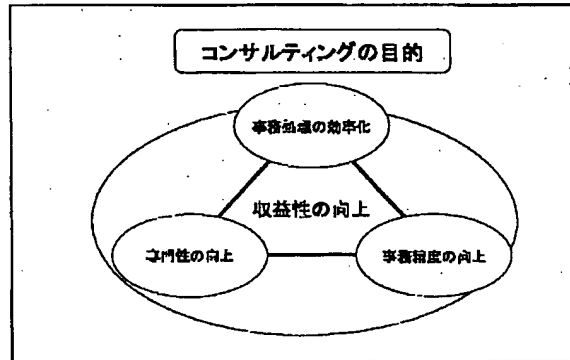 コンサルティングの目的
事務処理の効率化
収益性の向上
専門性の向上
事務精度の向上